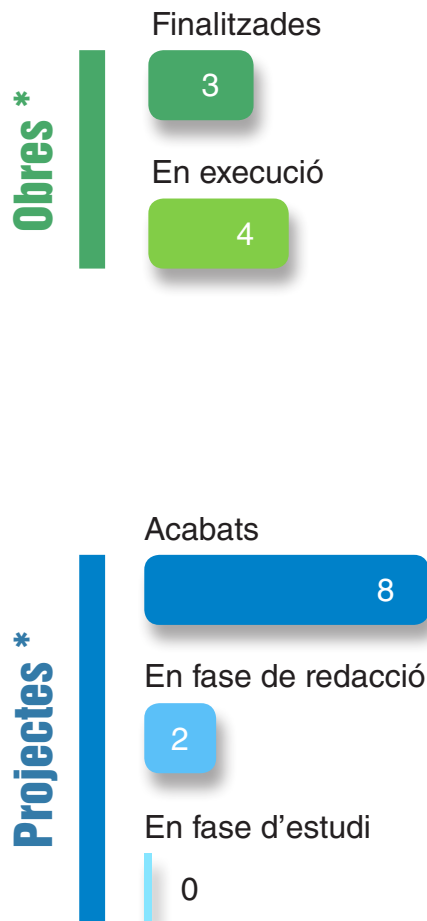 Obres *
Finalitzades
3
En execució
4
Projectes *
Acabats
8
En fase de redacció
2
En fase d’estudi
0